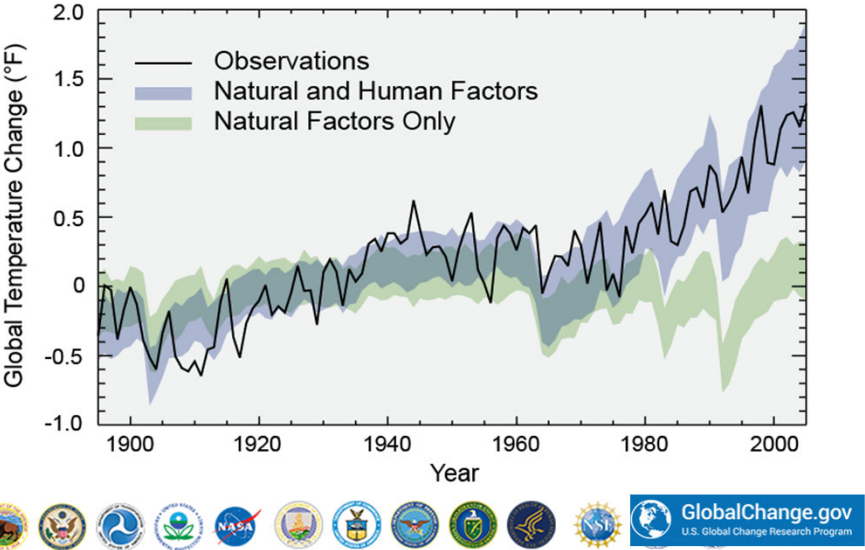 Global Temperature Change (°F)
2.0
1.5
1.0
0.5
0
-0.5
-1.0
Observations
Natural and Human Factors
Natural Factors Only
1900 1920 1940 1960 1980 2000
Year
NASA
NSF
GlobalChange.gov
U.S. Global Change Research Program